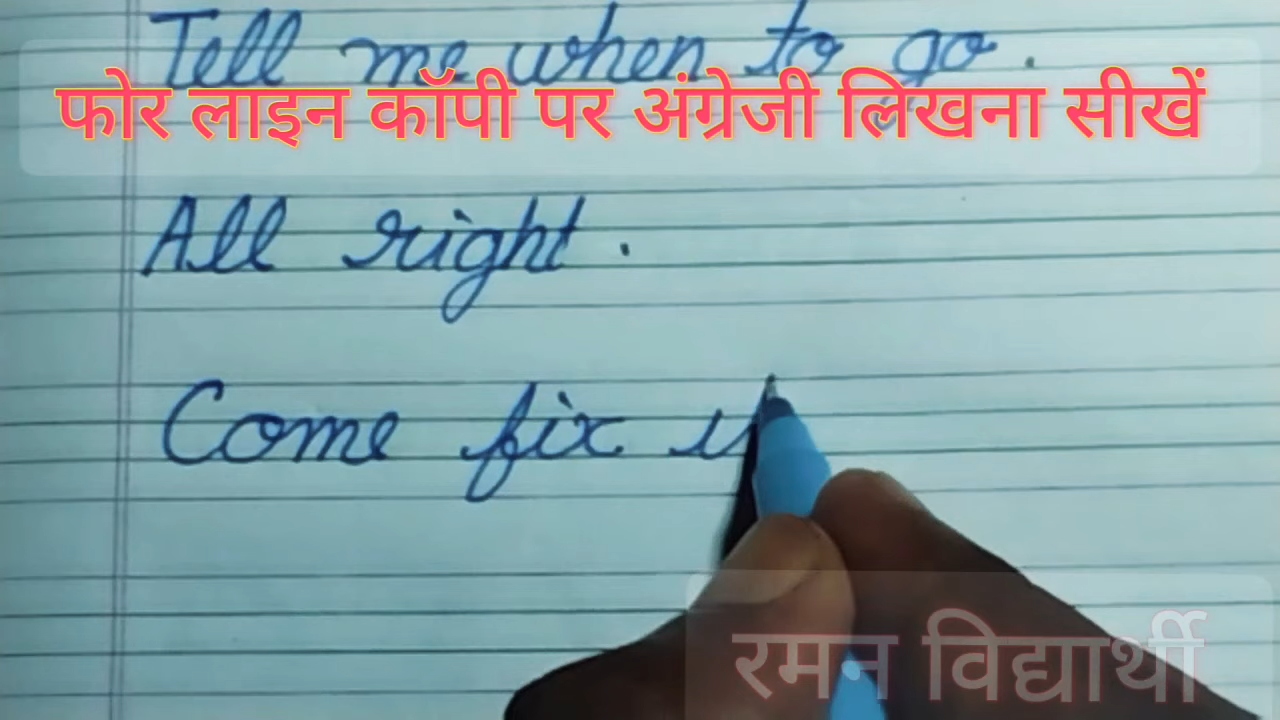 Tell me when to go.
फोर लाइन कॉपी पर अंग्रेजी लिखना सीखें
All right.
Come fix
रमन विद्यार्थी